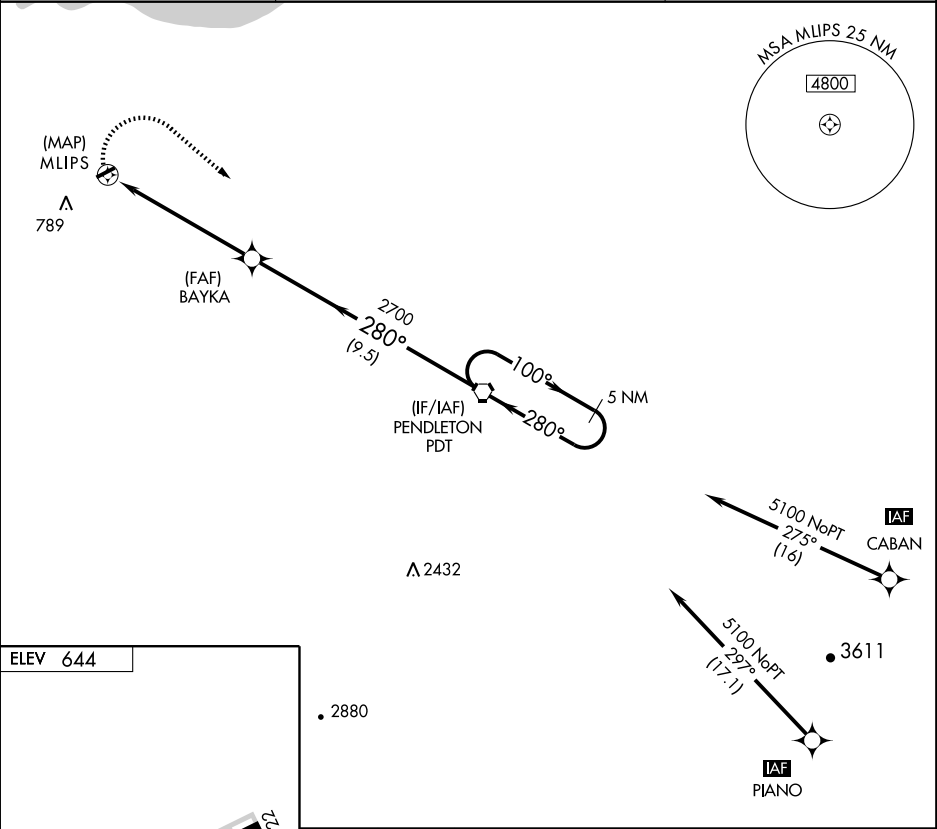 MSA MLIPS 25 NM
4800
(MAP)
MLIPS
789
(FAF)
BAYKA
2700
280°
(9.5)
100°
5 NM
280°
(IF/IAF)
PENDLETON
PDT
5100 NoPT
275°
(16)
IAF
CABAN
2432
5100 NoPT
297°
(17.1)
3611
ELEV 644
2880
IAF
PIANO
22